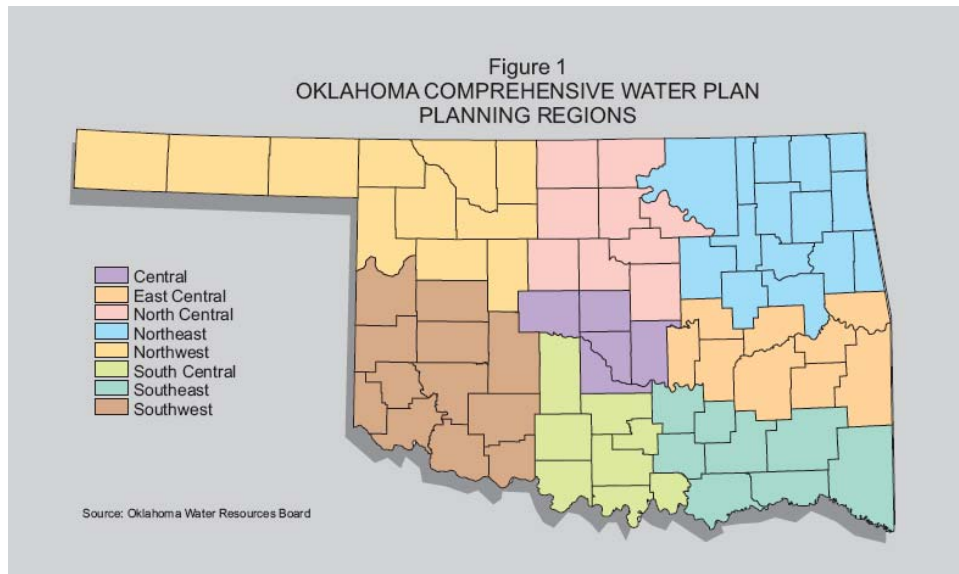 Figure 1
OKLAHOMA COMPREHENSIVE WATER PLAN
PLANNING REGIONS
Central
East Central
North Central
Northeast
Northwest
South Central
Southeast
Southwest
Source: Oklahoma Water Resources Board